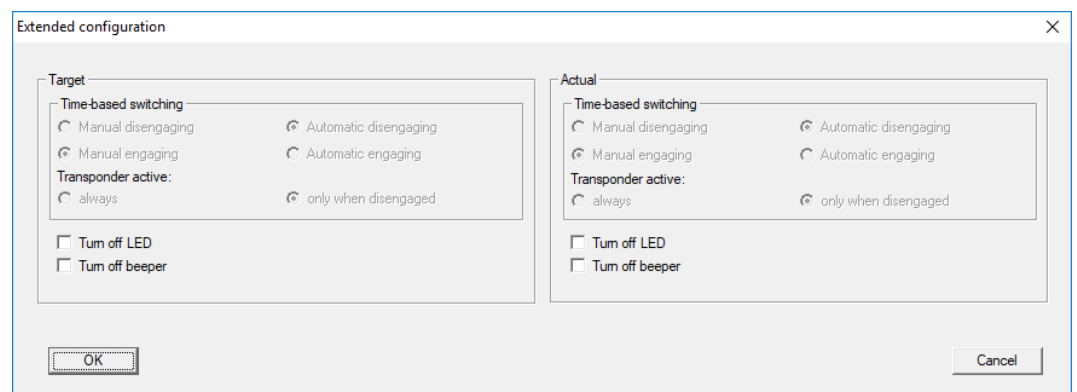 Extended configuration
Target
Time-based switching
Manual disengaging Automatic disengaging
Manual engaging Automatic engaging
Transponder active:
always only when disengaged
Turn off LED
Turn off beeper
Actual
Time-based switching
Manual disengaging Automatic disengaging
Manual engaging Automatic engaging
Transponder active:
always only when disengaged
Turn off LED
Turn off beeper
OK Cancel